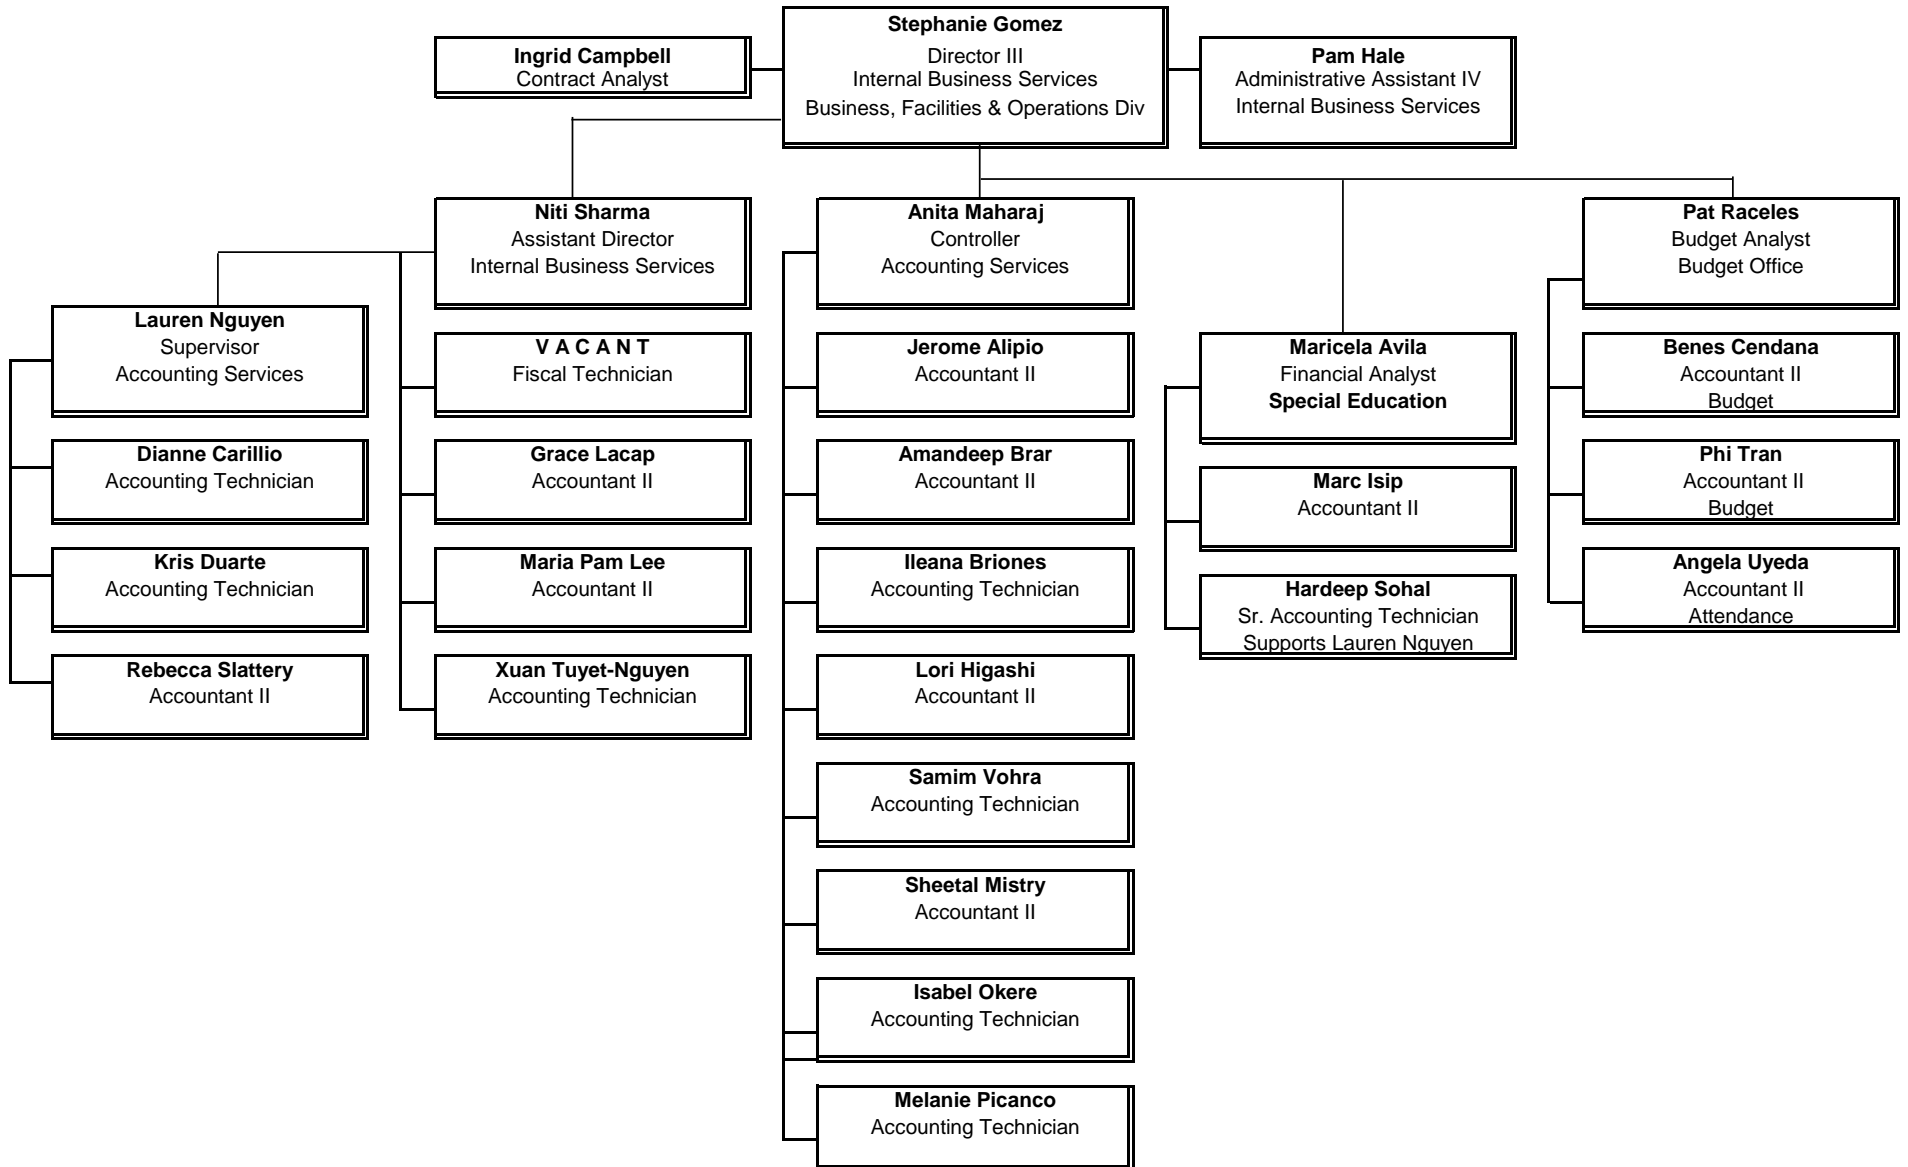 Stephanie Gomez
Director III
Internal Business Services
Business, Facilities & Operations Div
Ingrid Campbell
Contract Analyst
Pam Hale
Administrative Assistant IV
Internal Business Services
Niti Sharma
Assistant Director
Internal Business Services
Anita Maharaj
Controller
Accounting Services
Pat Raceles
Budget Analyst
Budget Office
Lauren Nguyen
Supervisor
Accounting Services
Dianne Carillio
Accounting Technician
Kris Duarte
Accounting Technician
Rebecca Slattery
Accountant II
V A C A N T
Fiscal Technician
Grace Lacap
Accountant II
Maria Pam Lee
Accountant II
Xuan Tuyet-Nguyen
Accounting Technician
Jerome Alipio
Accountant II
Amandeep Brar
Accountant II
Ileana Briones
Accounting Technician
Lori Higashi
Accountant II
Samim Vohra
Accounting Technician
Sheetal Mistry
Accountant II
Isabel Okere
Accounting Technician
Melanie Picanco
Accounting Technician
Maricela Avila
Financial Analyst
Special Education
Marc Isip
Accountant II
Hardeep Sohal
Sr. Accounting Technician
Supports Lauren Nguyen
Benes Cendana
Accountant II
Budget
Phi Tran
Accountant II
Budget
Angela Uyeda
Accountant II
Attendance